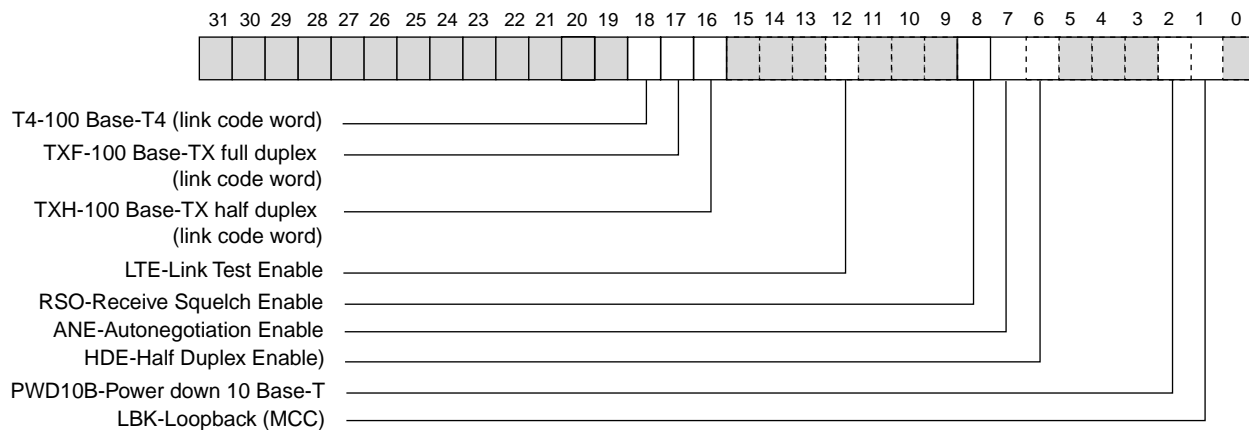 31 30 29 28 27 26 25 24 23 22 21 20 19 18 17 16 15 14 13 12 11 10 9 8 7 6 5 4 3 2 1 0
T4-100 Base-T4 (link code word)
TXF-100 Base-TX full duplex
(link code word)
TXH-100 Base-TX half duplex
(link code word)
LTE-Link Test Enable
RSO-Receive Squelch Enable
ANE-Autonegotiation Enable
HDE-Half Duplex Enable)
PWD10B-Power down 10 Base-T
LBK-Loopback (MCC)